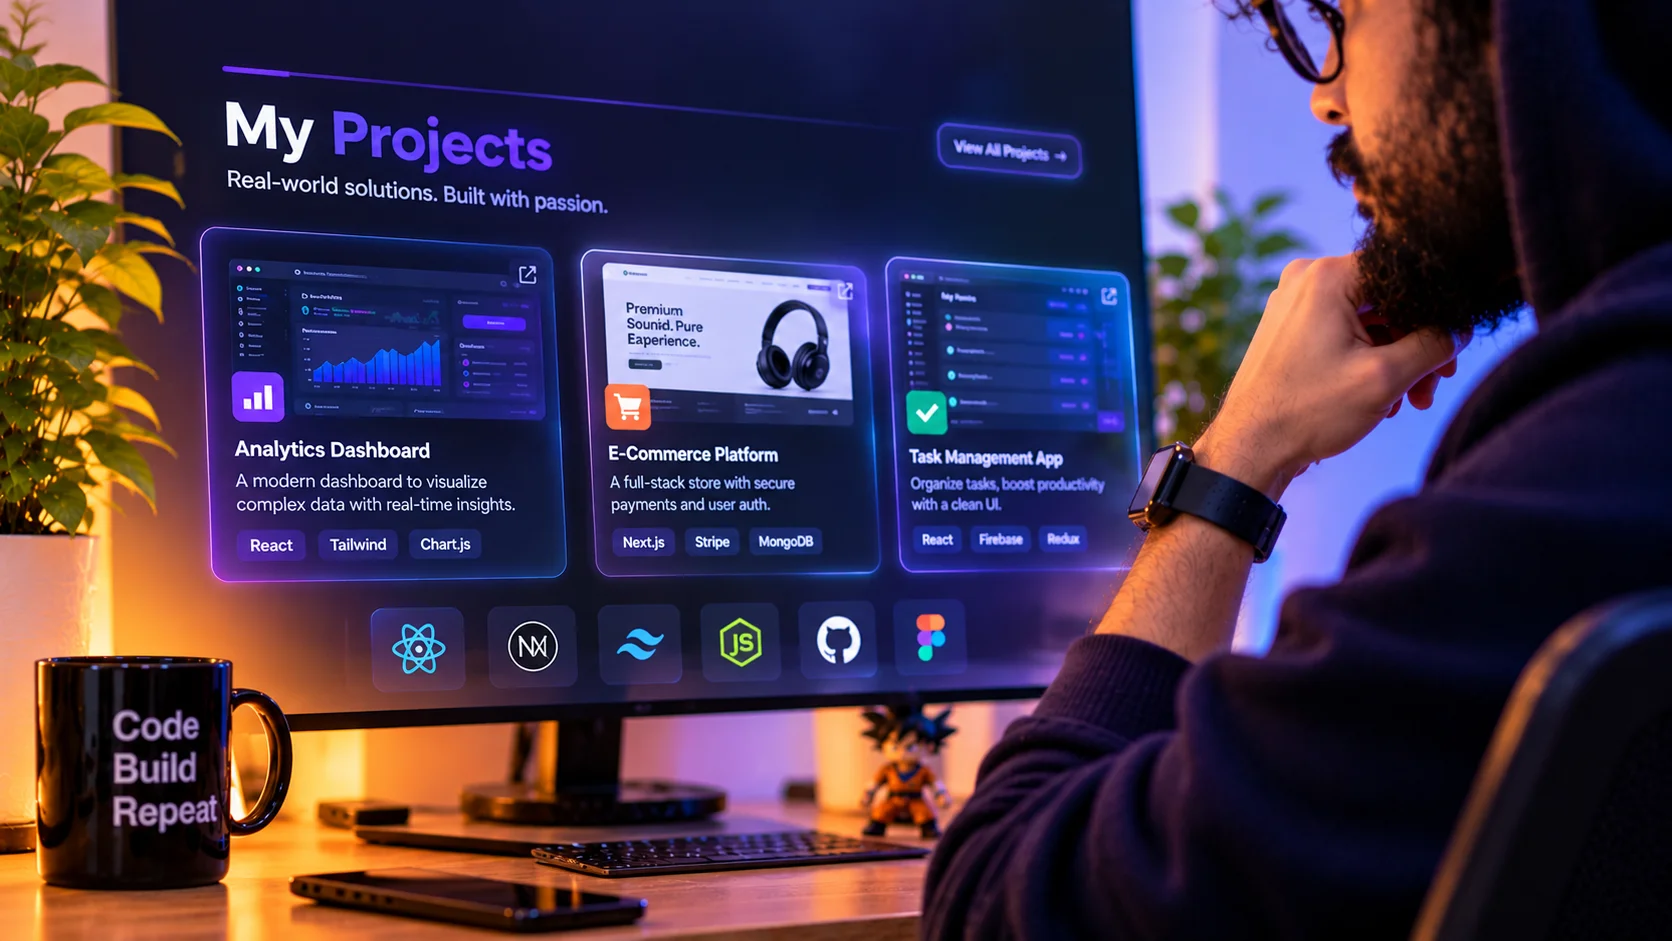 My Projects
Real-world solutions. Built with passion.
View All Projects →
Premium
Sounid. Pure
Eaperience.
Analytics Dashboard
A modern dashboard to visualize
complex data with real-time insights.
React
Tailwind
Chart.js
E-Commerce Platform
A full-stack store with secure
payments and user auth.
Next.js
Stripe
MongoDB
Task Management App
Organize tasks, boost productivity
with a clean UI.
React
Firebase
Redux
JS
Code
Build
Repeat